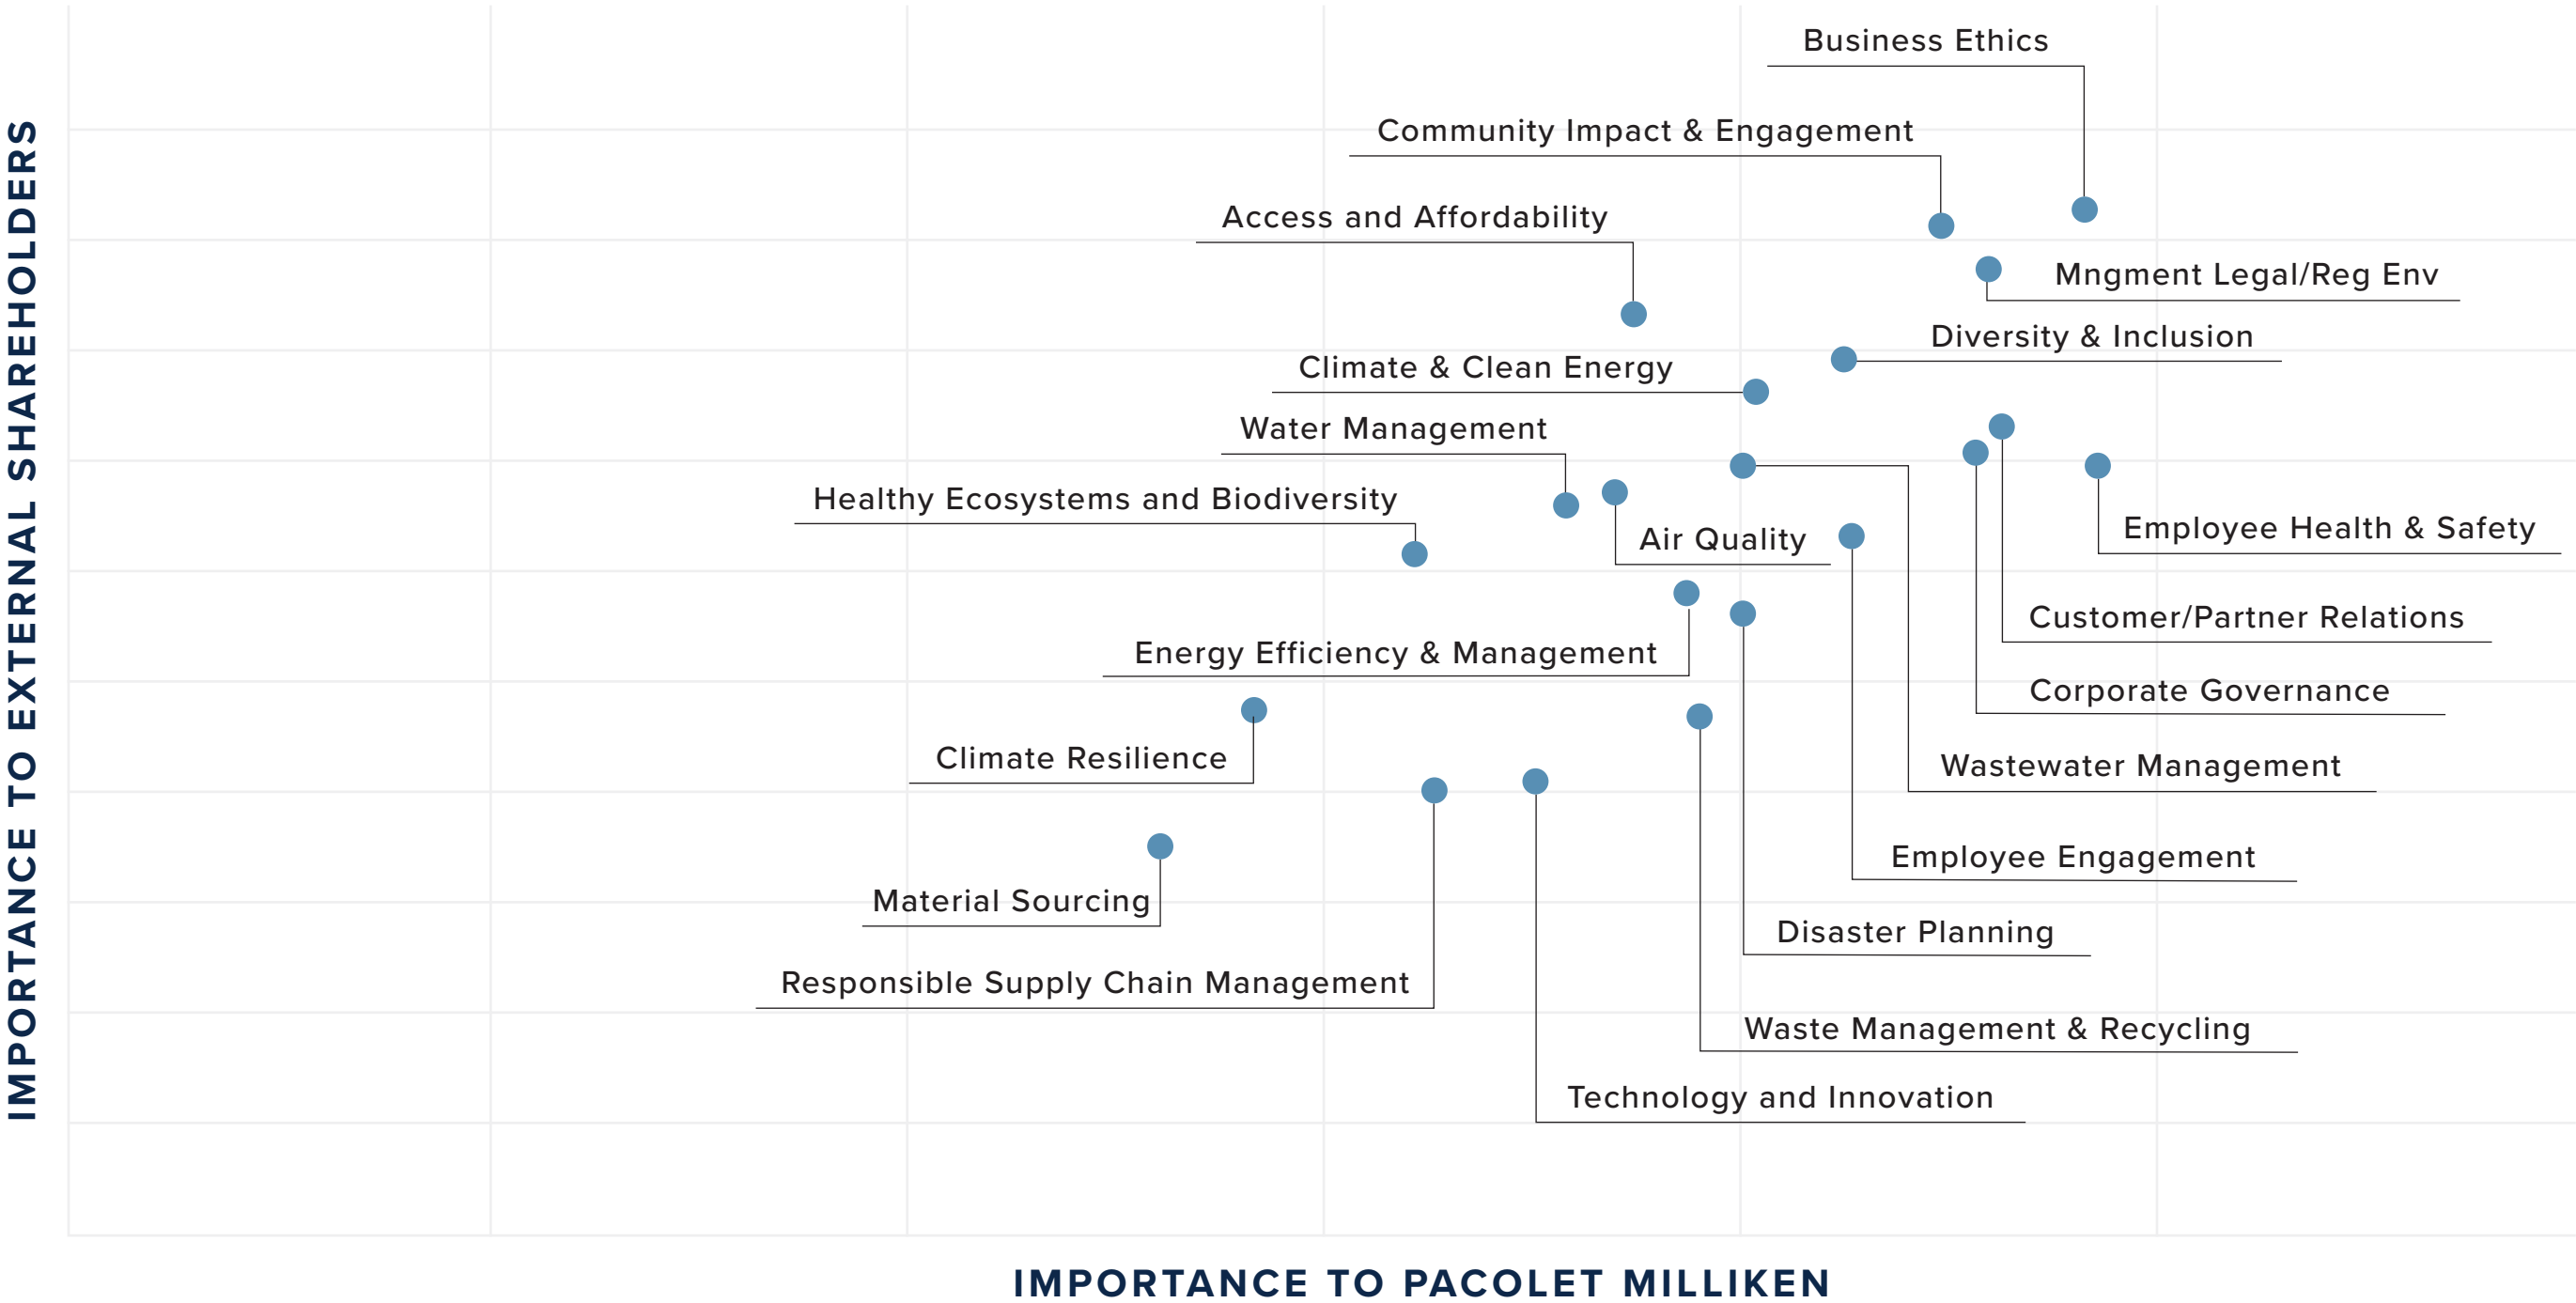 Business Ethics
Community Impact & Engagement
Access and Affordability
Mngment Legal/Reg Env
Diversity & Inclusion
Climate & Clean Energy
Water Management
Healthy Ecosystems and Biodiversity
Employee Health & Safety
Air Quality
Customer/Partner Relations
Energy Efficiency & Management
Corporate Governance
Climate Resilience
Wastewater Management
Employee Engagement
Material Sourcing
Disaster Planning
Responsible Supply Chain Management
Waste Management & Recycling
Technology and Innovation
IMPORTANCE TO EXTERNAL SHAREHOLDERS
IMPORTANCE TO PACOLET MILLIKEN